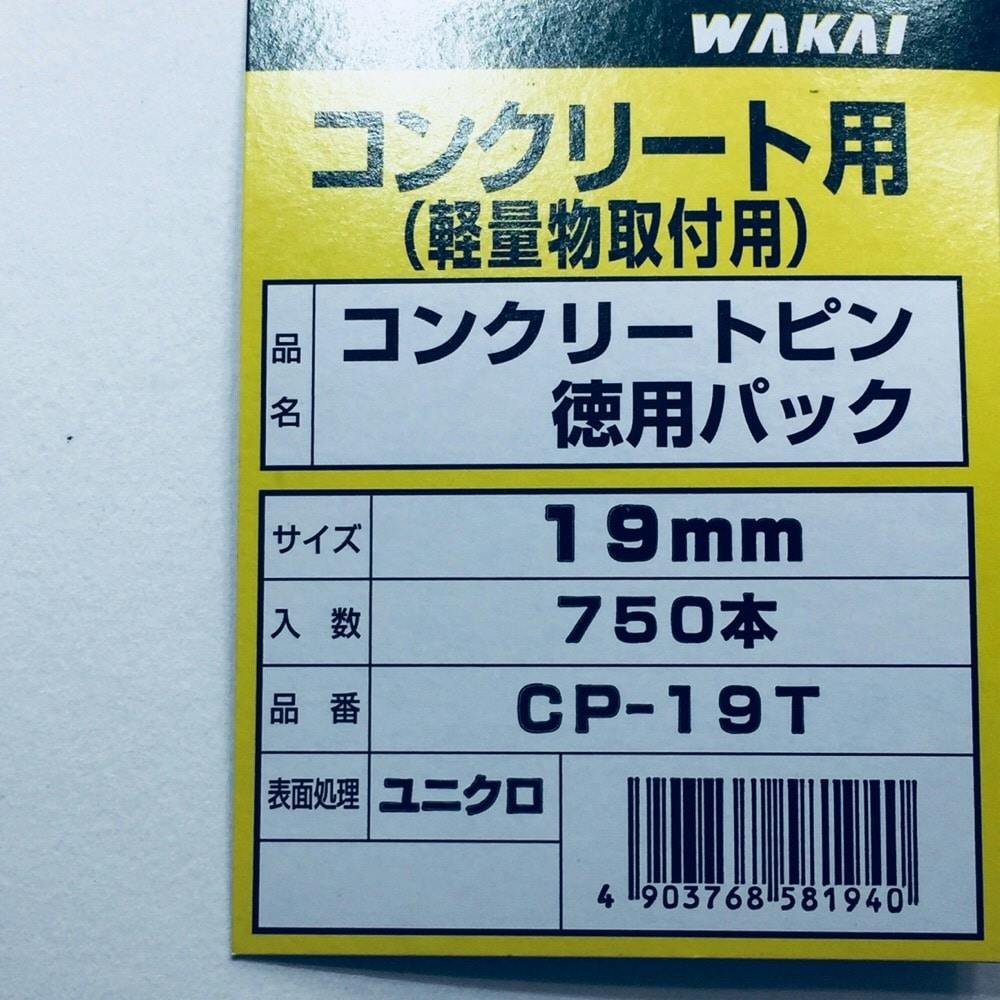 WAKAI
コンクリート用
(軽量物取付用)
品名 コンクリートピン
徳用パック
サイズ 19mm
入数 750本
品番 CP-19T
表面処理 ユニクロ
4 903768 581940